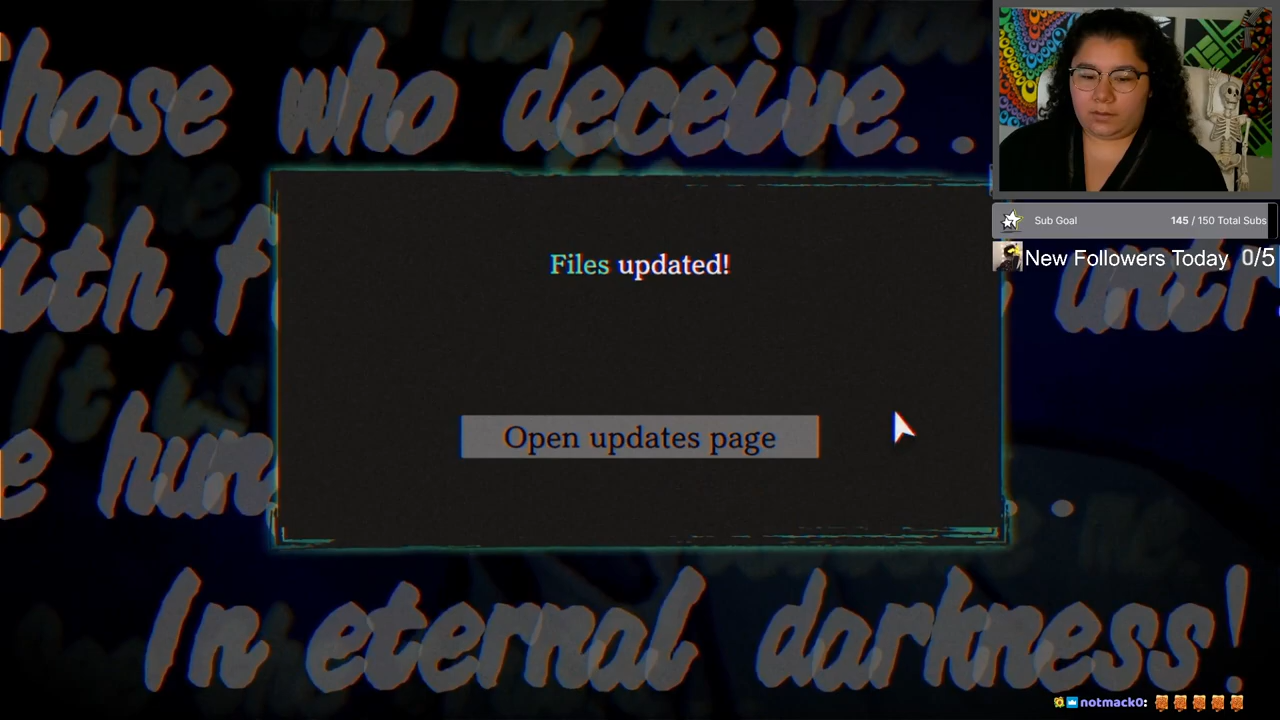 hose who deceive. .
ith f
untr
e hun
. .
In eternal darkness!
Files updated!
Open updates page
Sub Goal 145 / 150 Total Subs
New Followers Today 0/5
notmack0: